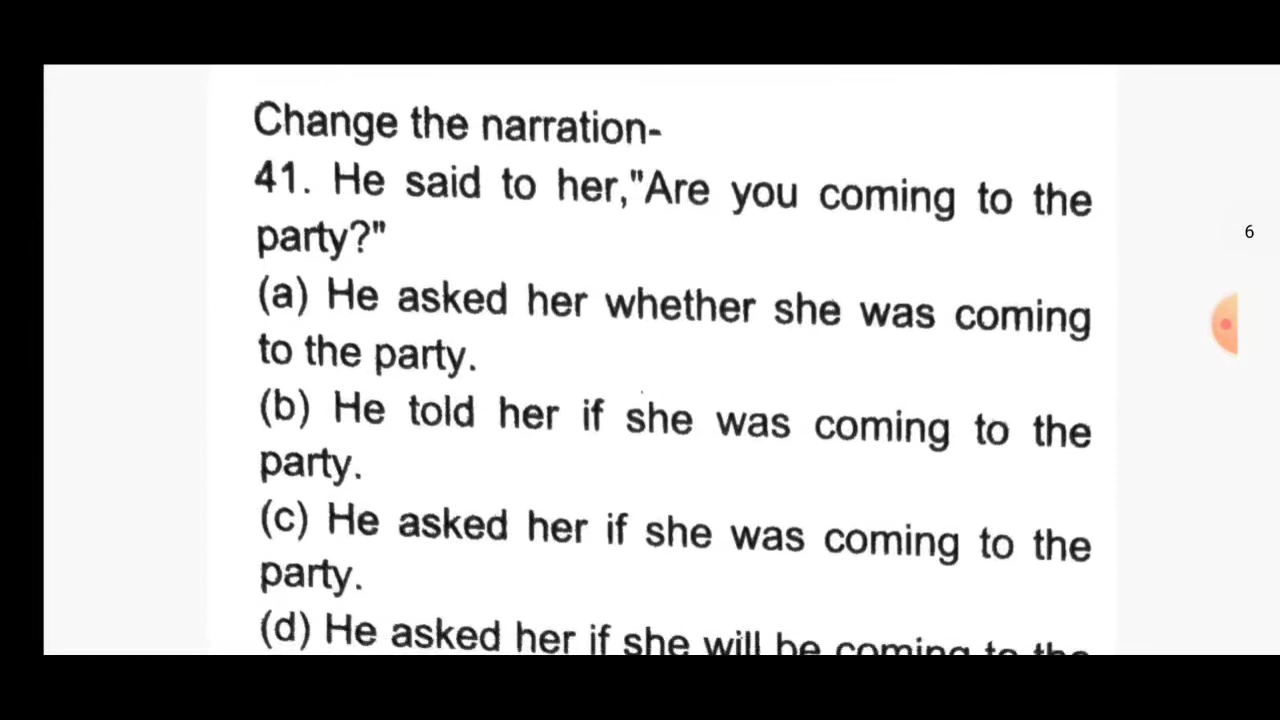 Change the narration-
41. He said to her,"Are you coming to the
party?"
(a) He asked her whether she was coming
to the party.
(b) He told her if she was coming to the
party.
(c) He asked her if she was coming to the
party.
(d) He asked her if she will be coming to the
6